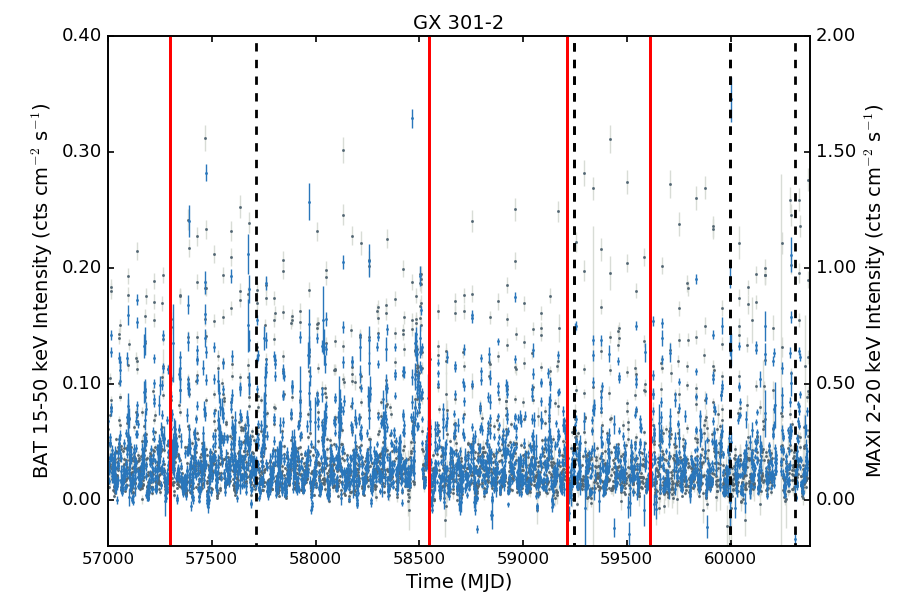 GX 301-2
0.40
0.30
0.20
0.10
0.00
BAT 15-50 keV Intensity (cts cm⁻² s⁻¹)
2.00
1.50
1.00
0.50
0.00
MAXI 2-20 keV Intensity (cts cm⁻² s⁻¹)
57000 57500 58000 58500 59000 59500 60000
Time (MJD)